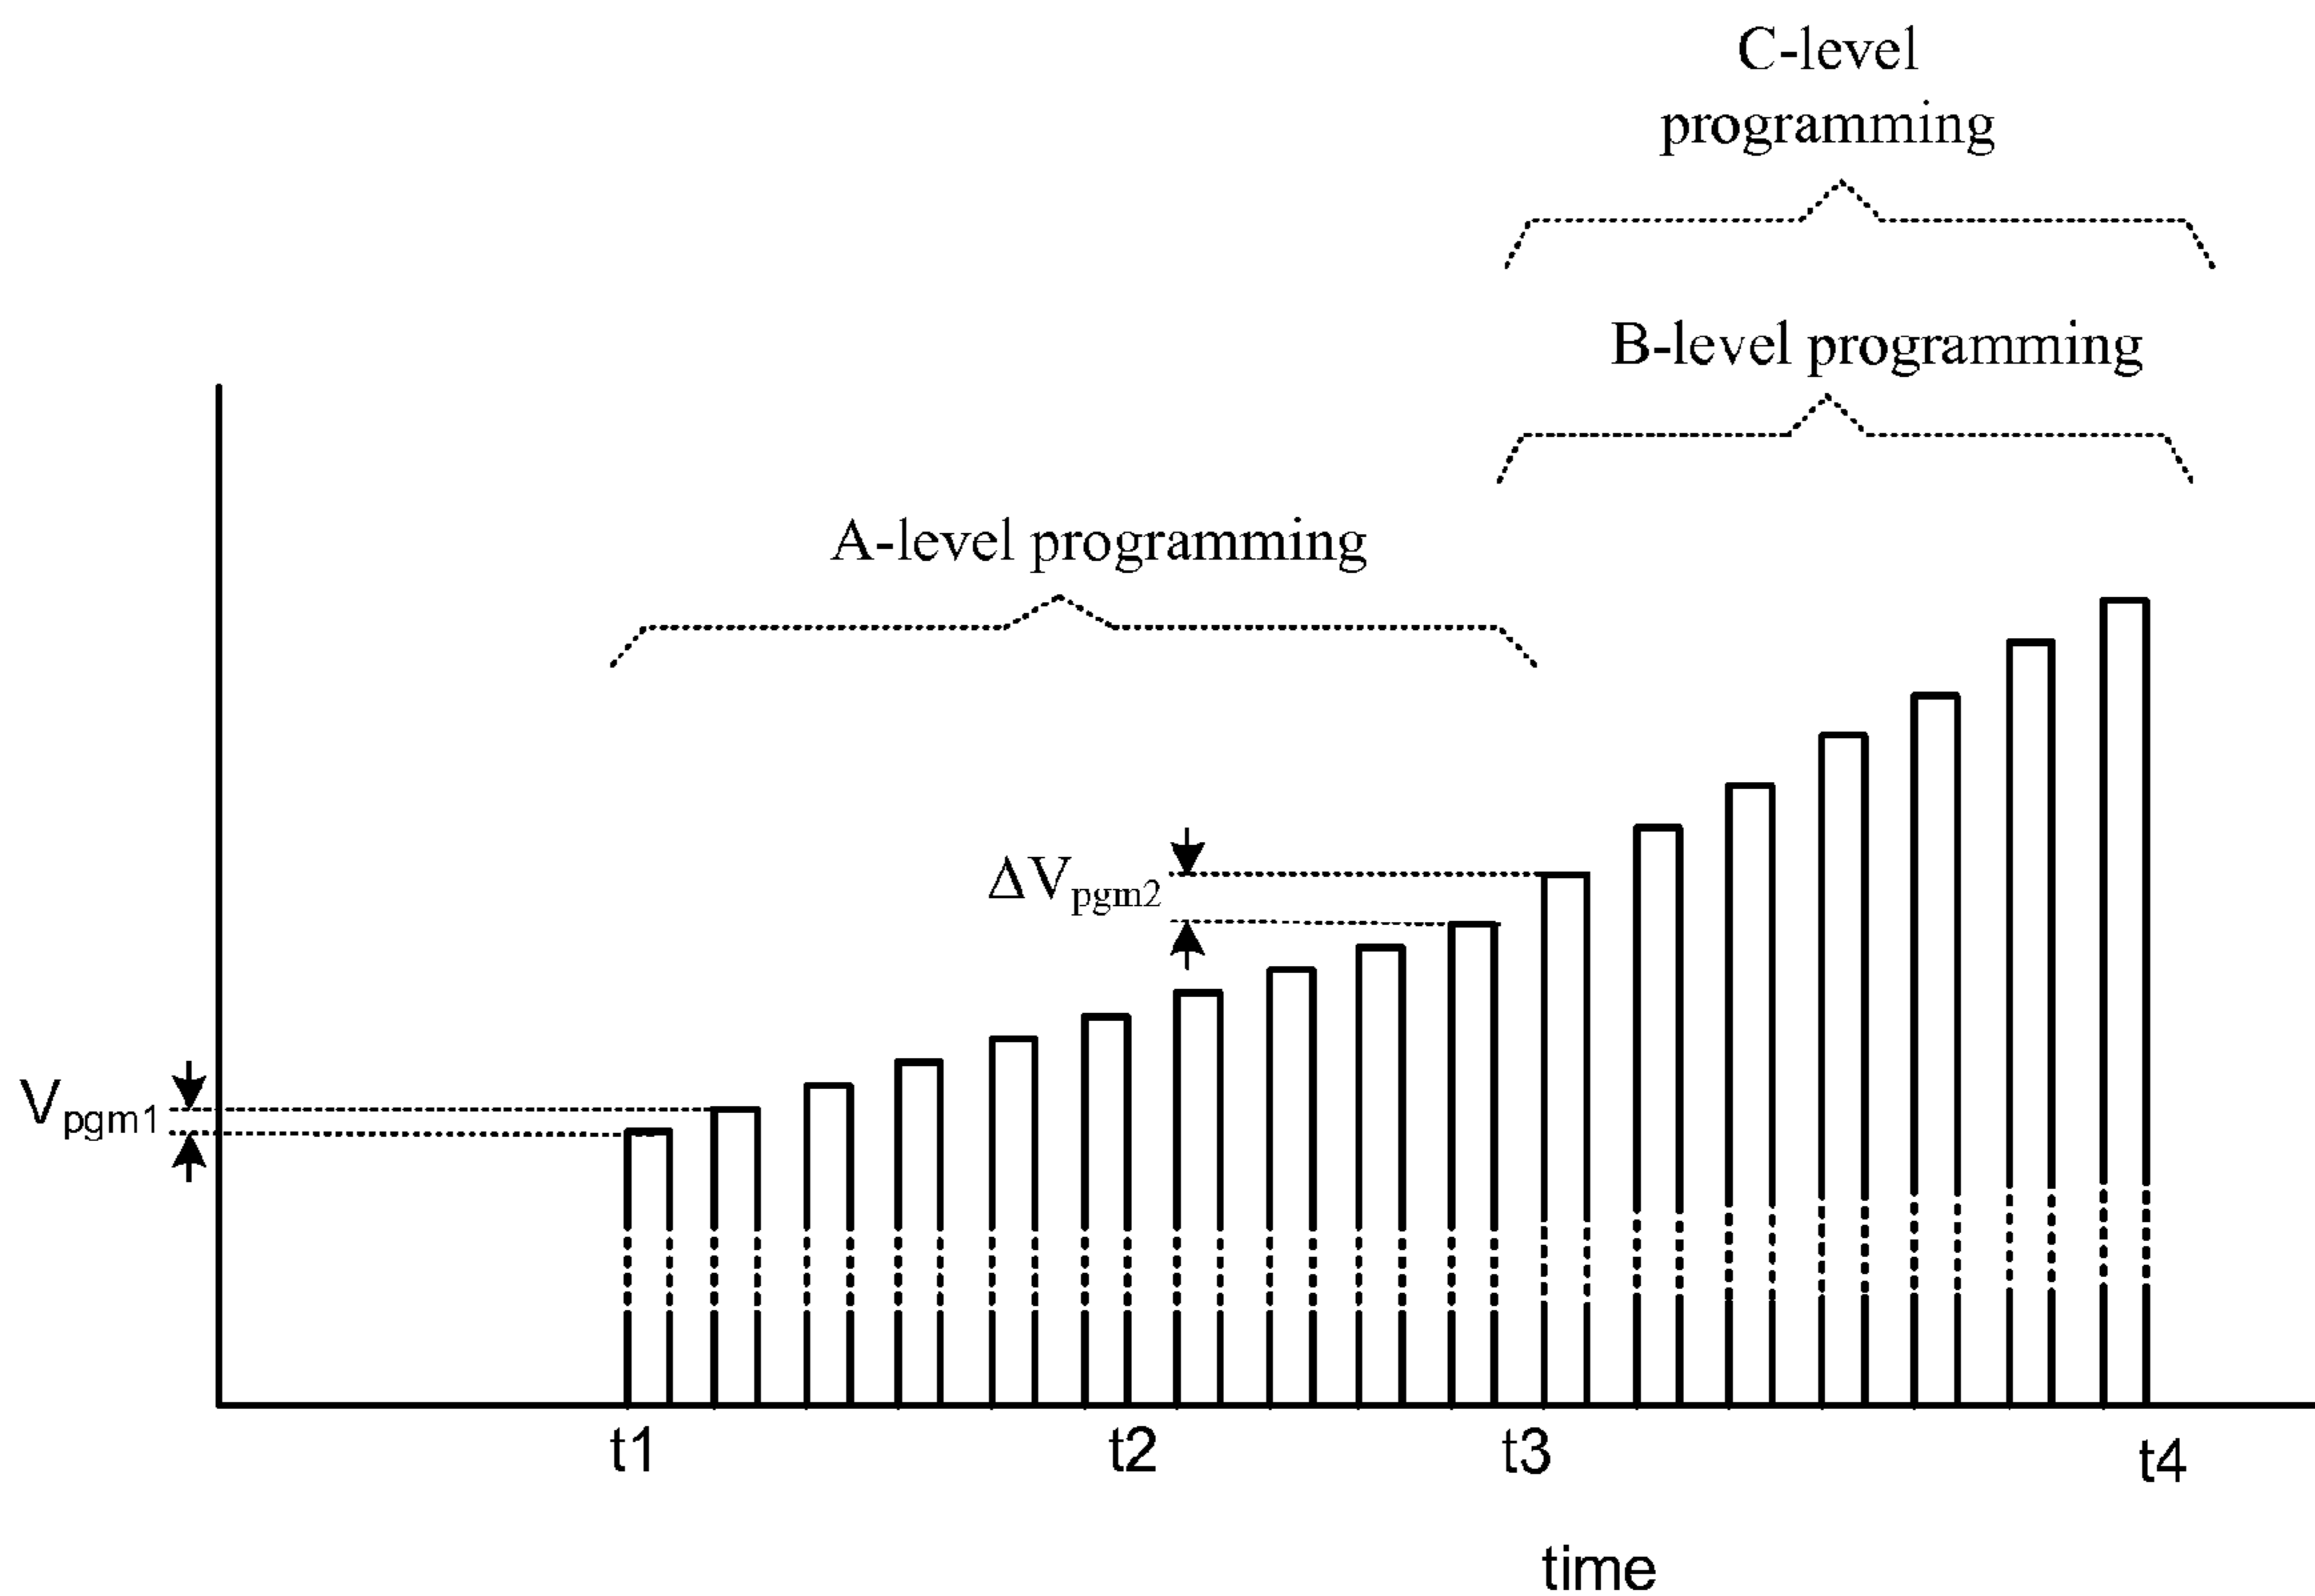 C-level
programming
B-level programming
A-level programming
ΔVpgm2
Vpgm1
t1 t2 t3 t4
time